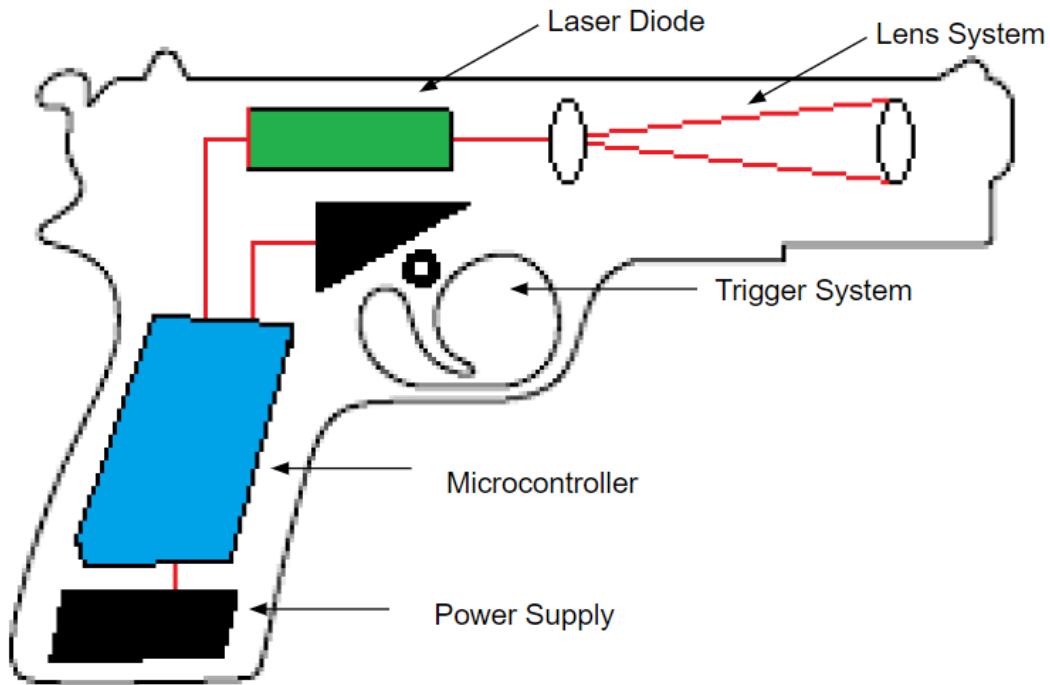 Laser Diode
Lens System
Trigger System
Microcontroller
Power Supply